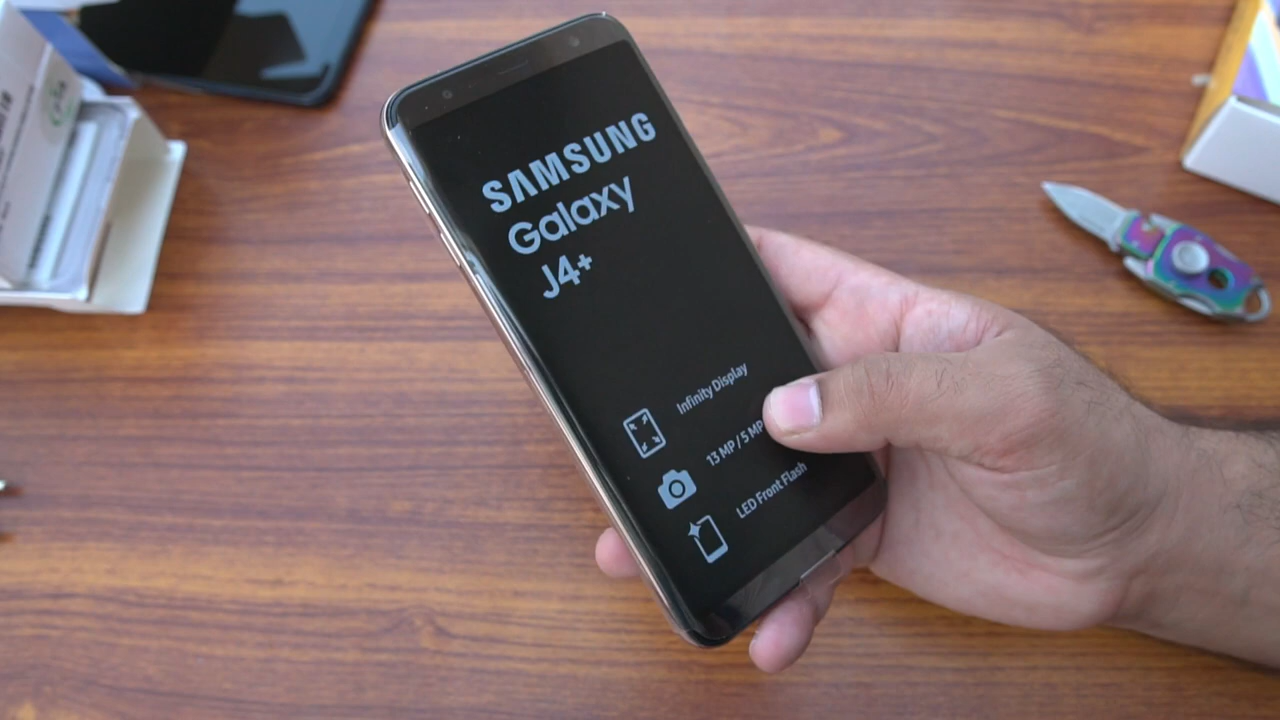 SAMSUNG
Galaxy
J4+
Infinity Display
13 MP / 5 MP
LED Front Flash